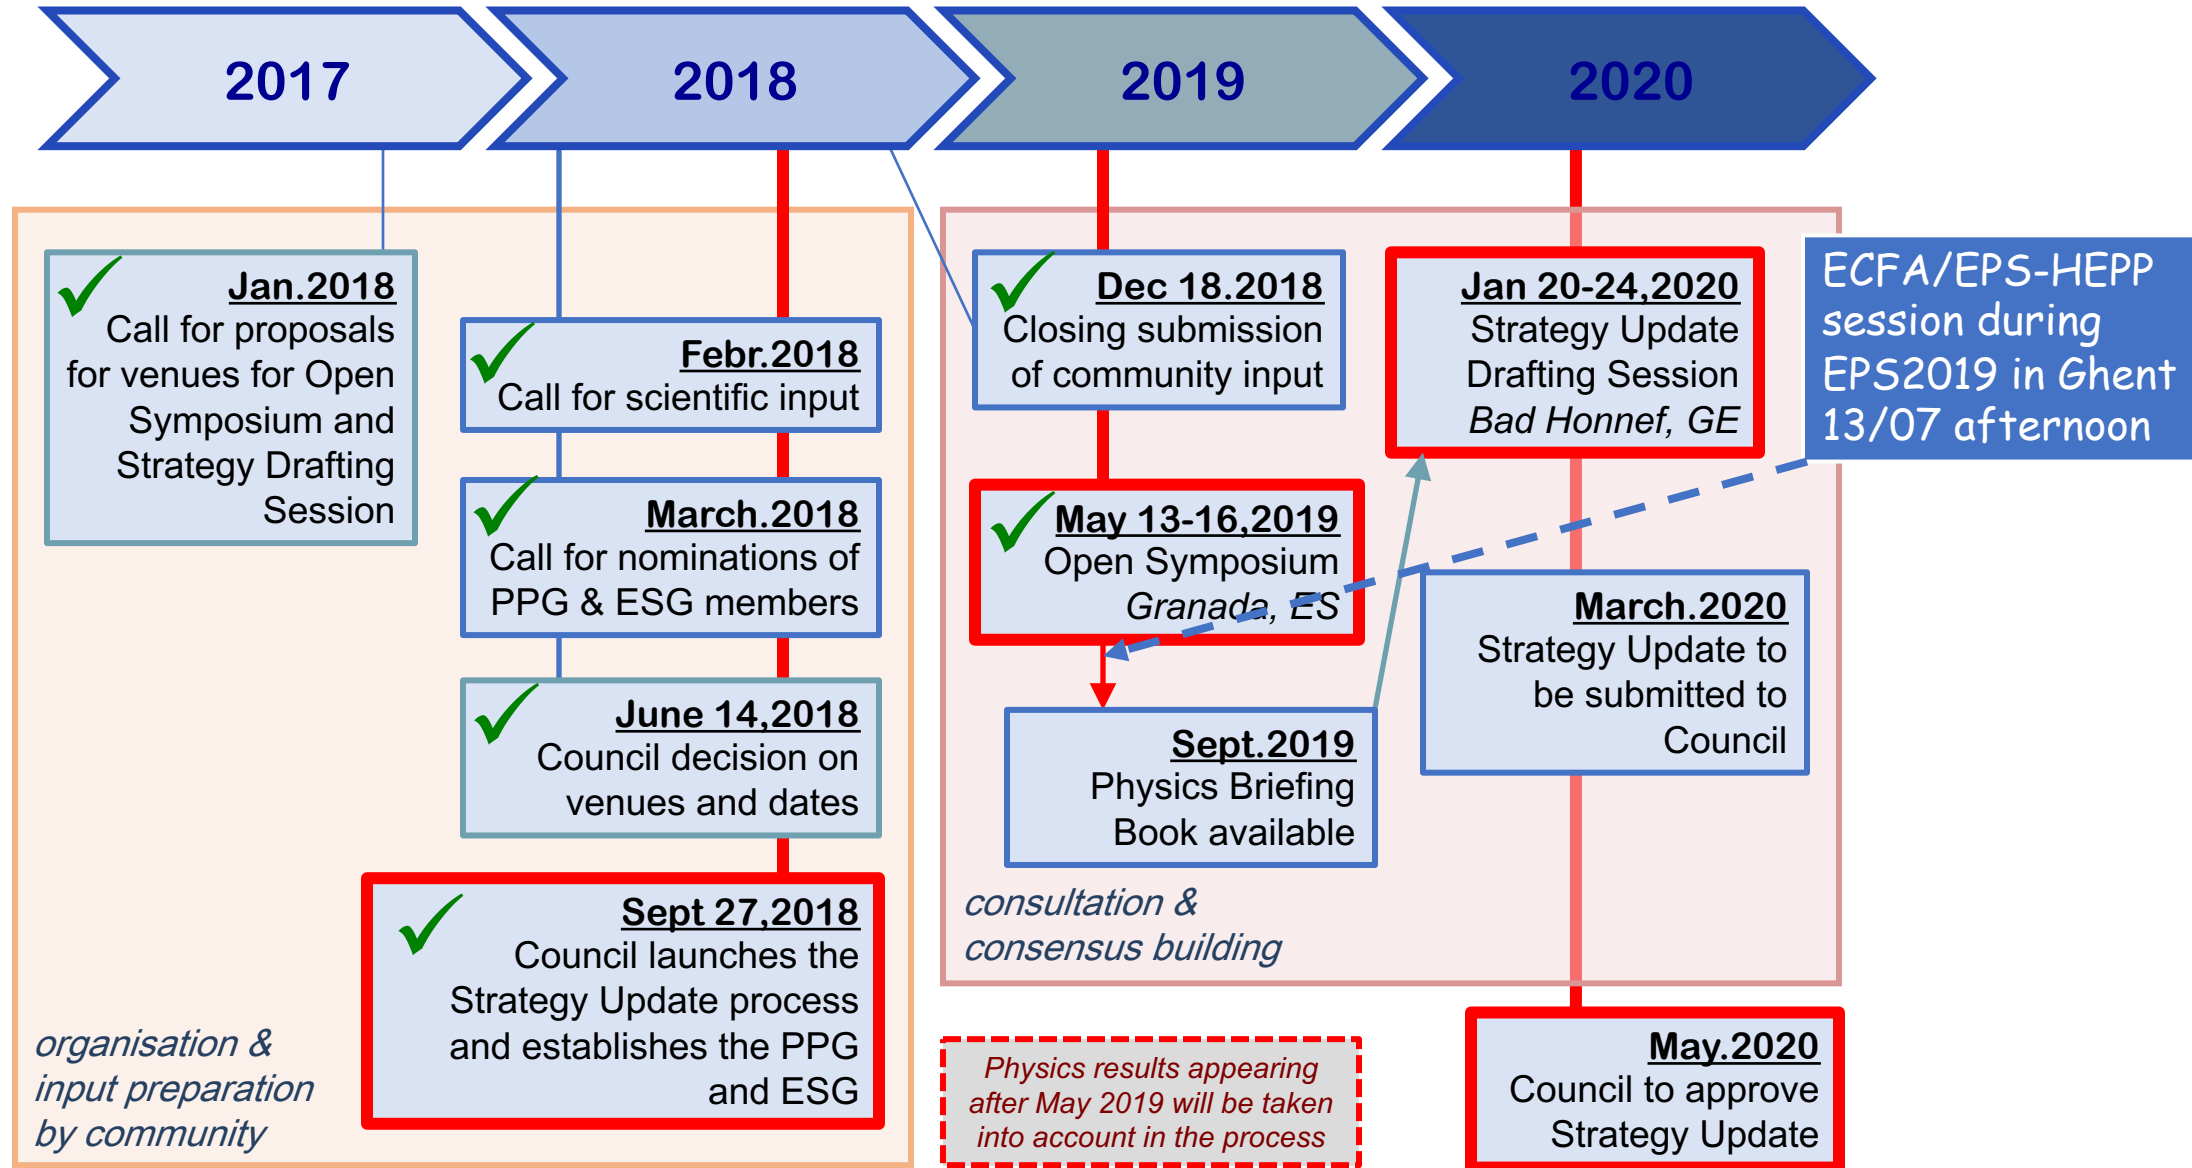 2017
2018
2019
2020
Jan.2018
Call for proposals
for venues for Open
Symposium and
Strategy Drafting
Session
Febr.2018
Call for scientific input
March.2018
Call for nominations of
PPG & ESG members
June 14,2018
Council decision on
venues and dates
Sept 27,2018
Council launches the
Strategy Update process
and establishes the PPG
and ESG
organisation &
input preparation
by community
Dec 18.2018
Closing submission
of community input
May 13-16,2019
Open Symposium
Granada, ES
Sept.2019
Physics Briefing
Book available
consultation &
consensus building
Physics results appearing
after May 2019 will be taken
into account in the process
Jan 20-24,2020
Strategy Update
Drafting Session
Bad Honnef, GE
March.2020
Strategy Update to
be submitted to
Council
May.2020
Council to approve
Strategy Update
ECFA/EPS-HEPP
session during
EPS2019 in Ghent
13/07 afternoon